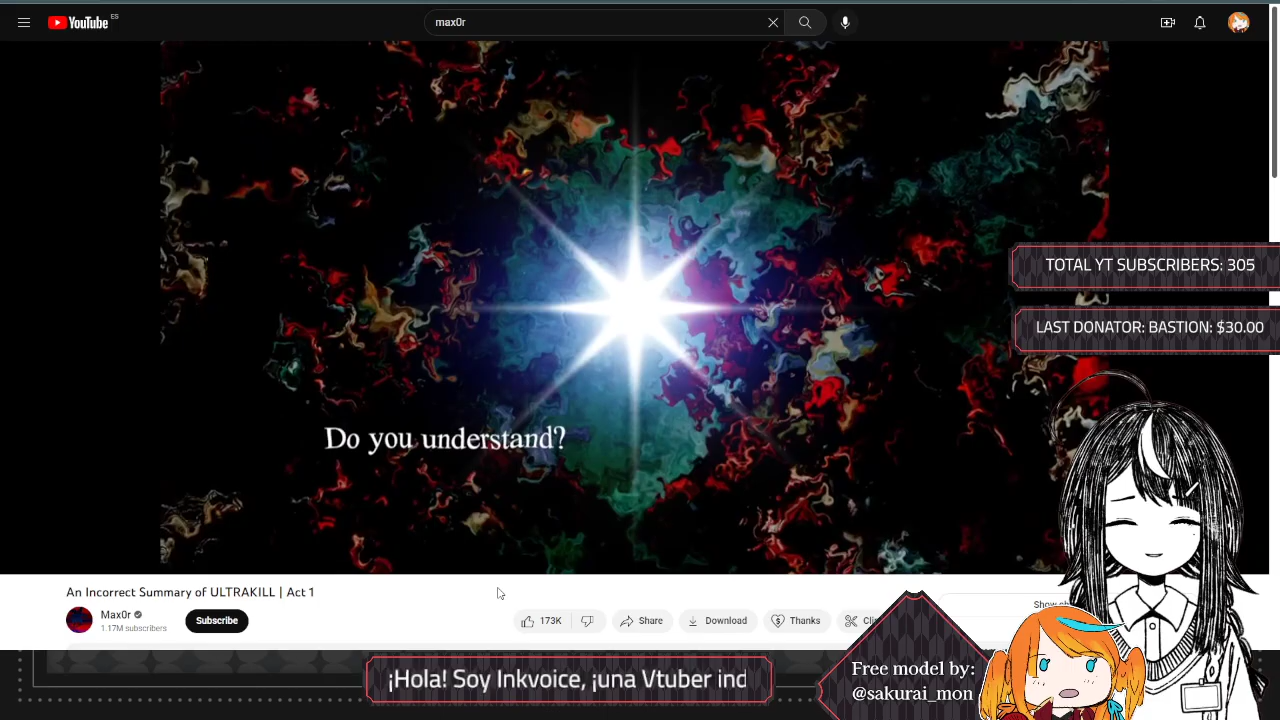 YouTube ES
max0r
TOTAL YT SUBSCRIBERS: 305
LAST DONATOR: BASTION: $30.00
Do you understand?
An Incorrect Summary of ULTRAKILL | Act 1
Max0r
1.17M subscribers
Subscribe
173K
Share
Download
Thanks
Show
¡Hola! Soy Inkvoice, ¡una Vtuber ind
Free model by:
@sakurai_mon